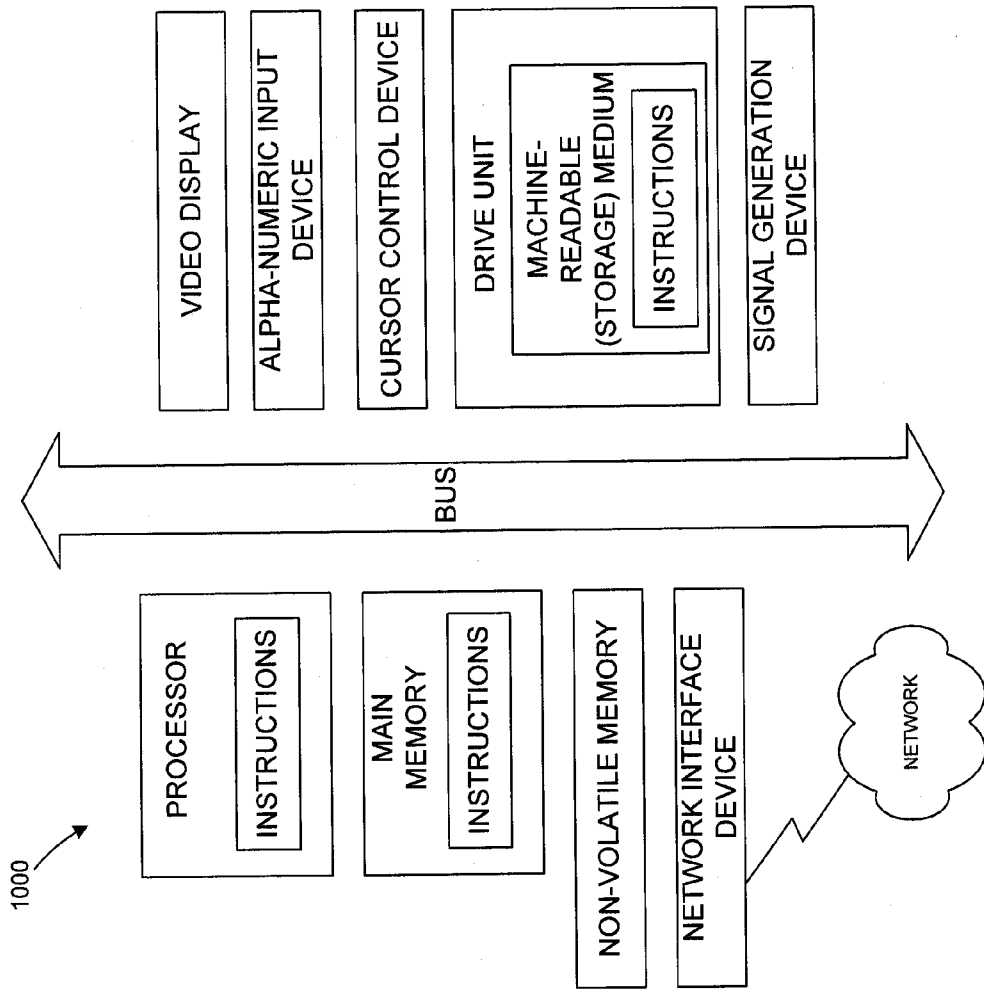 1000
PROCESSOR
INSTRUCTIONS
MAIN
MEMORY
INSTRUCTIONS
NON-VOLATILE MEMORY
NETWORK INTERFACE
DEVICE
NETWORK
BUS
VIDEO DISPLAY
ALPHA-NUMERIC INPUT
DEVICE
CURSOR CONTROL DEVICE
DRIVE UNIT
MACHINE-
READABLE
(STORAGE) MEDIUM
INSTRUCTIONS
SIGNAL GENERATION
DEVICE